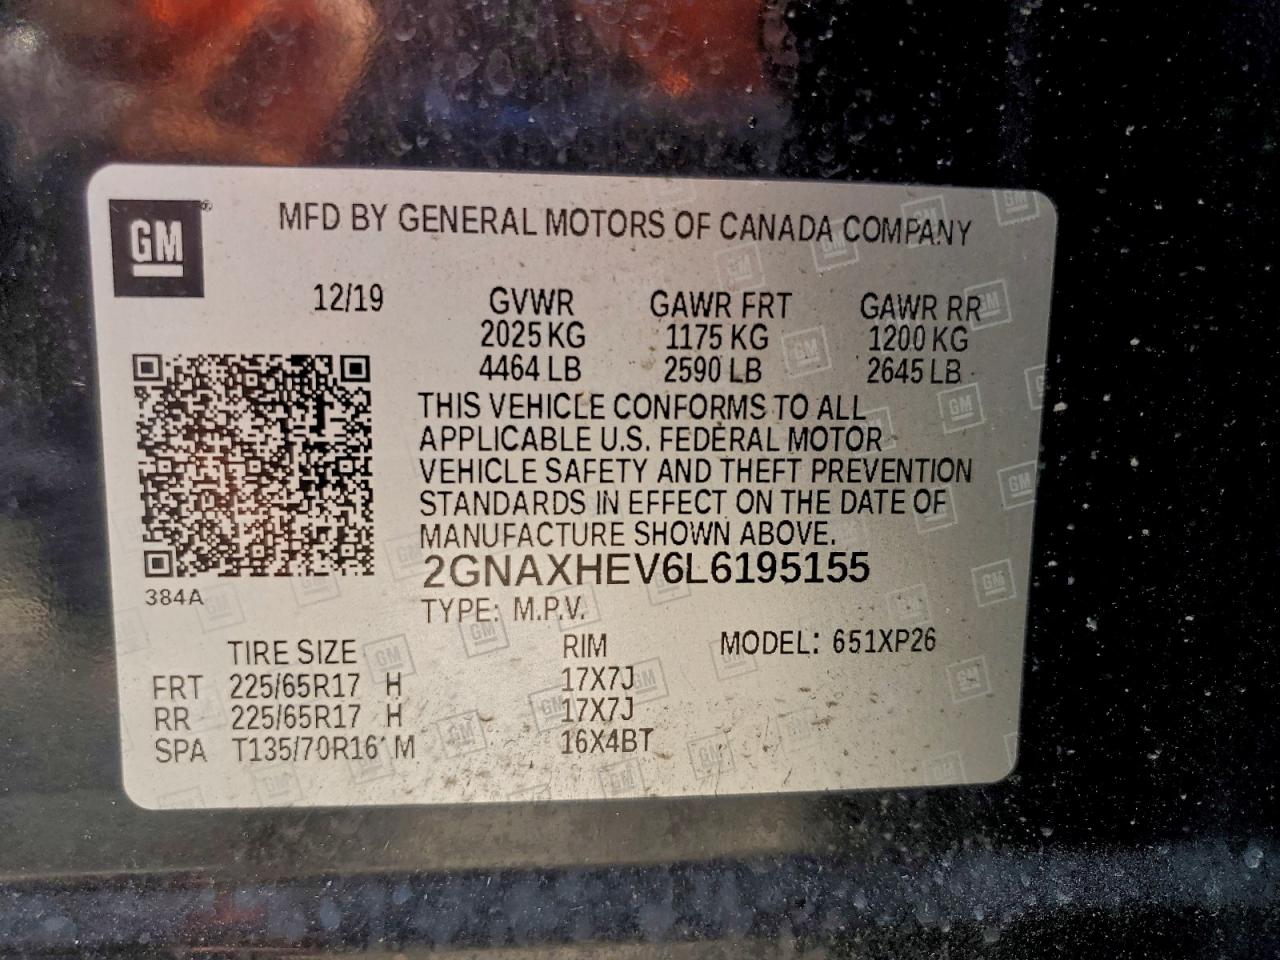 GM®
MFD BY GENERAL MOTORS OF CANADA COMPANY
12/19 GVWR GAWR FRT GAWR RR
2025 KG 1175 KG 1200 KG
4464 LB 2590 LB 2645 LB
THIS VEHICLE CONFORMS TO ALL
APPLICABLE U.S. FEDERAL MOTOR
VEHICLE SAFETY AND THEFT PREVENTION
STANDARDS IN EFFECT ON THE DATE OF
MANUFACTURE SHOWN ABOVE.
2GNAXHEV6L6195155
384A
TYPE: M.P.V.
TIRE SIZE RIM MODEL: 651XP26
FRT 225/65R17 H 17X7J
RR 225/65R17 H 17X7J
SPA T135/70R16 M 16X4BT